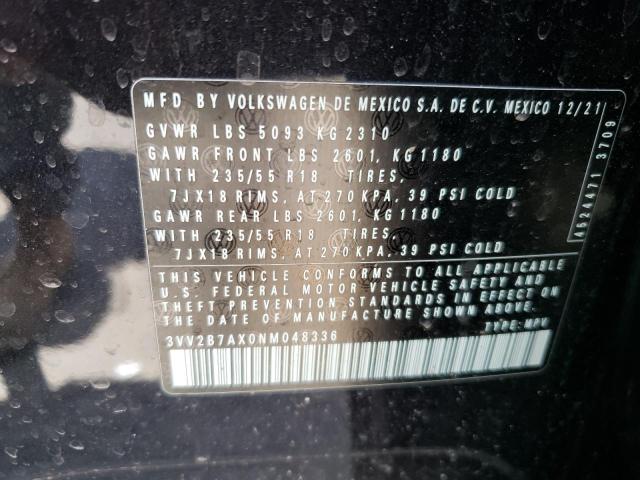 MFD BY VOLKSWAGEN DE MEXICO S.A. DE C.V. MEXICO 12/21
GVWR LBS 5093 KG 2310
GAWR FRONT LBS 2601, KG 1180
WITH 235/55 R18 TIRES,
7JX18 RIMS, AT 270 KPA, 39 PSI COLD
GAWR REAR LBS 2601, KG 1180
WITH 235/55 R18 TIRES,
7JX18 RIMS, AT 270 KPA, 39 PSI COLD
THIS VEHICLE CONFORMS TO ALL APPLICABLE
U.S. FEDERAL MOTOR VEHICLE SAFETY AND
THEFT PREVENTION STANDARDS IN EFFECT ON
THE DATE OF MANUFACTURE SHOWN ABOVE.
3VV2B7AX0NM048336 TYPE: MPV
4524471 3709